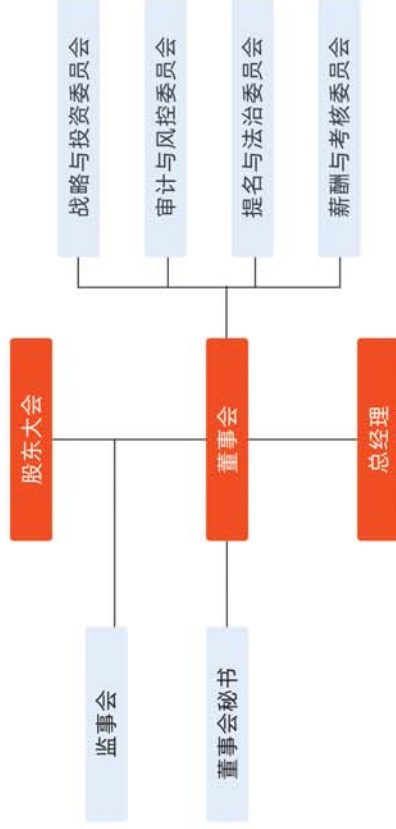 股东大会
监事会
董事会秘书
董事会
战略与投资委员会
审计与风控委员会
提名与法治委员会
薪酬与考核委员会
总经理